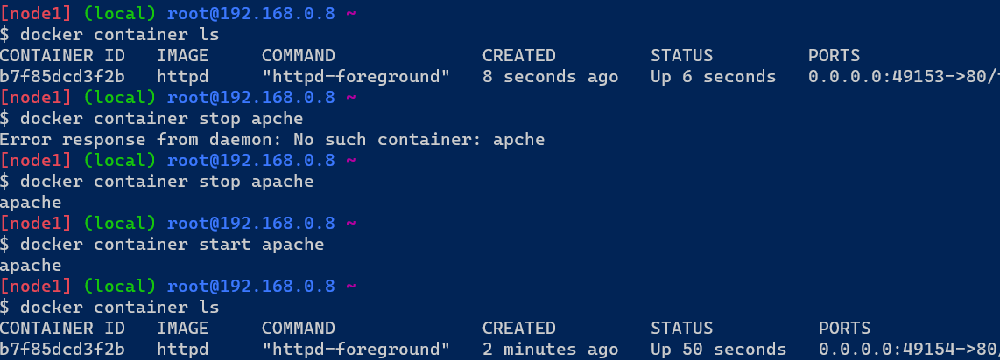 [node1] (local) root@192.168.0.8 ~
$ docker container ls
CONTAINER ID   IMAGE     COMMAND              CREATED         STATUS         PORTS
b7f85dcd3f2b   httpd     "httpd-foreground"   8 seconds ago   Up 6 seconds   0.0.0.0:49153->80/
[node1] (local) root@192.168.0.8 ~
$ docker container stop apche
Error response from daemon: No such container: apche
[node1] (local) root@192.168.0.8 ~
$ docker container stop apache
apache
[node1] (local) root@192.168.0.8 ~
$ docker container start apache
apache
[node1] (local) root@192.168.0.8 ~
$ docker container ls
CONTAINER ID   IMAGE     COMMAND              CREATED         STATUS          PORTS
b7f85dcd3f2b   httpd     "httpd-foreground"   2 minutes ago   Up 50 seconds   0.0.0.0:49154->80